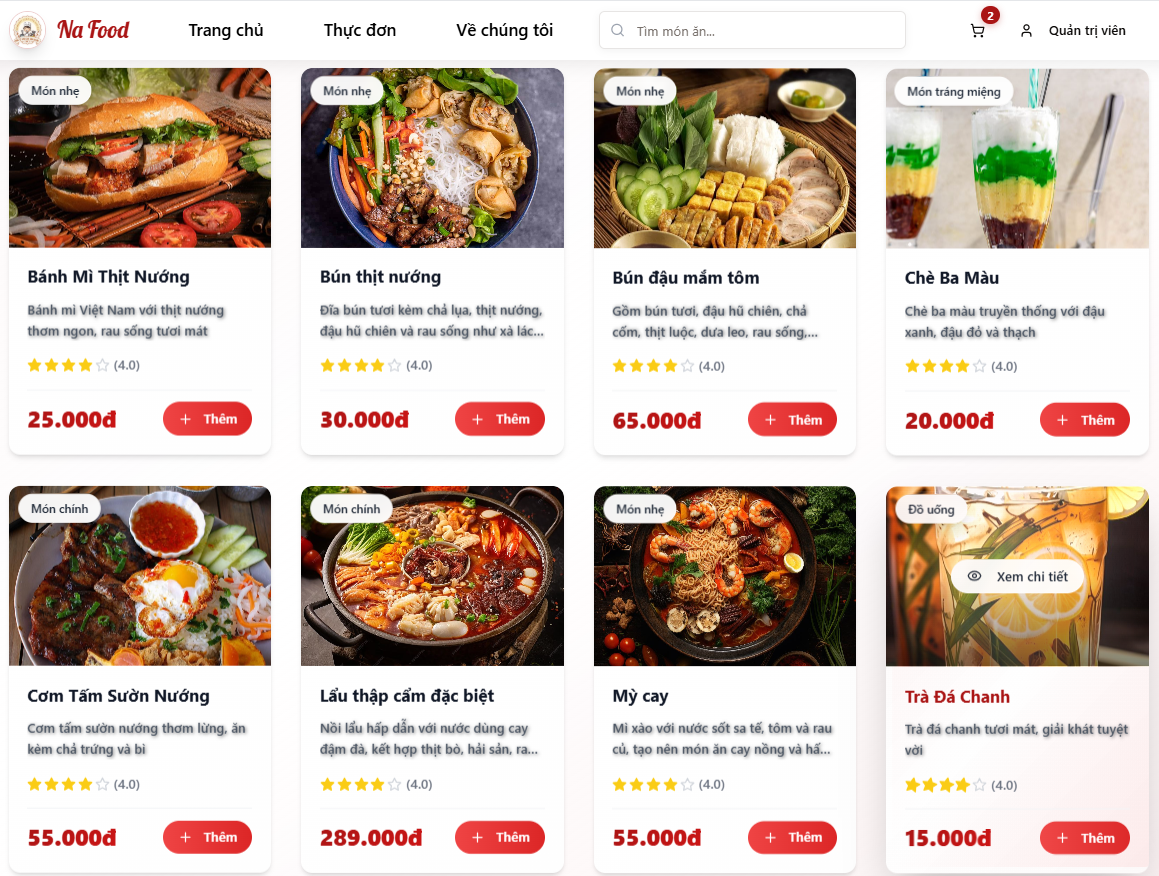 Na Food
Trang chủ
Thực đơn
Về chúng tôi
Tìm món ăn...
2
Quản trị viên
Món nhẹ
Món nhẹ
Món nhẹ
Món tráng miệng
Bánh Mì Thịt Nướng
Bánh mì Việt Nam với thịt nướng
thơm ngon, rau sống tươi mát
(4.0)
25.000đ
+ Thêm
Bún thịt nướng
Đĩa bún tươi kèm chả lụa, thịt nướng,
đậu hũ chiên và rau sống như xà lác...
(4.0)
30.000đ
+ Thêm
Bún đậu mắm tôm
Gồm bún tươi, đậu hũ chiên, chả
cốm, thịt luộc, dưa leo, rau sống,...
(4.0)
65.000đ
+ Thêm
Chè Ba Màu
Chè ba màu truyền thống với đậu
xanh, đậu đỏ và thạch
(4.0)
20.000đ
+ Thêm
Món chính
Món chính
Món nhẹ
Đồ uống
Xem chi tiết
Cơm Tấm Sườn Nướng
Cơm tấm sườn nướng thơm lừng, ăn
kèm chả trứng và bì
(4.0)
55.000đ
+ Thêm
Lẩu thập cẩm đặc biệt
Nồi lẩu hấp dẫn với nước dùng cay
đậm đà, kết hợp thịt bò, hải sản, ra...
(4.0)
289.000đ
+ Thêm
Mỳ cay
Mì xào với nước sốt sa tế, tôm và rau
củ, tạo nên món ăn cay nồng và hấ...
(4.0)
55.000đ
+ Thêm
Trà Đá Chanh
Trà đá chanh tươi mát, giải khát tuyệt
vời
(4.0)
15.000đ
+ Thêm